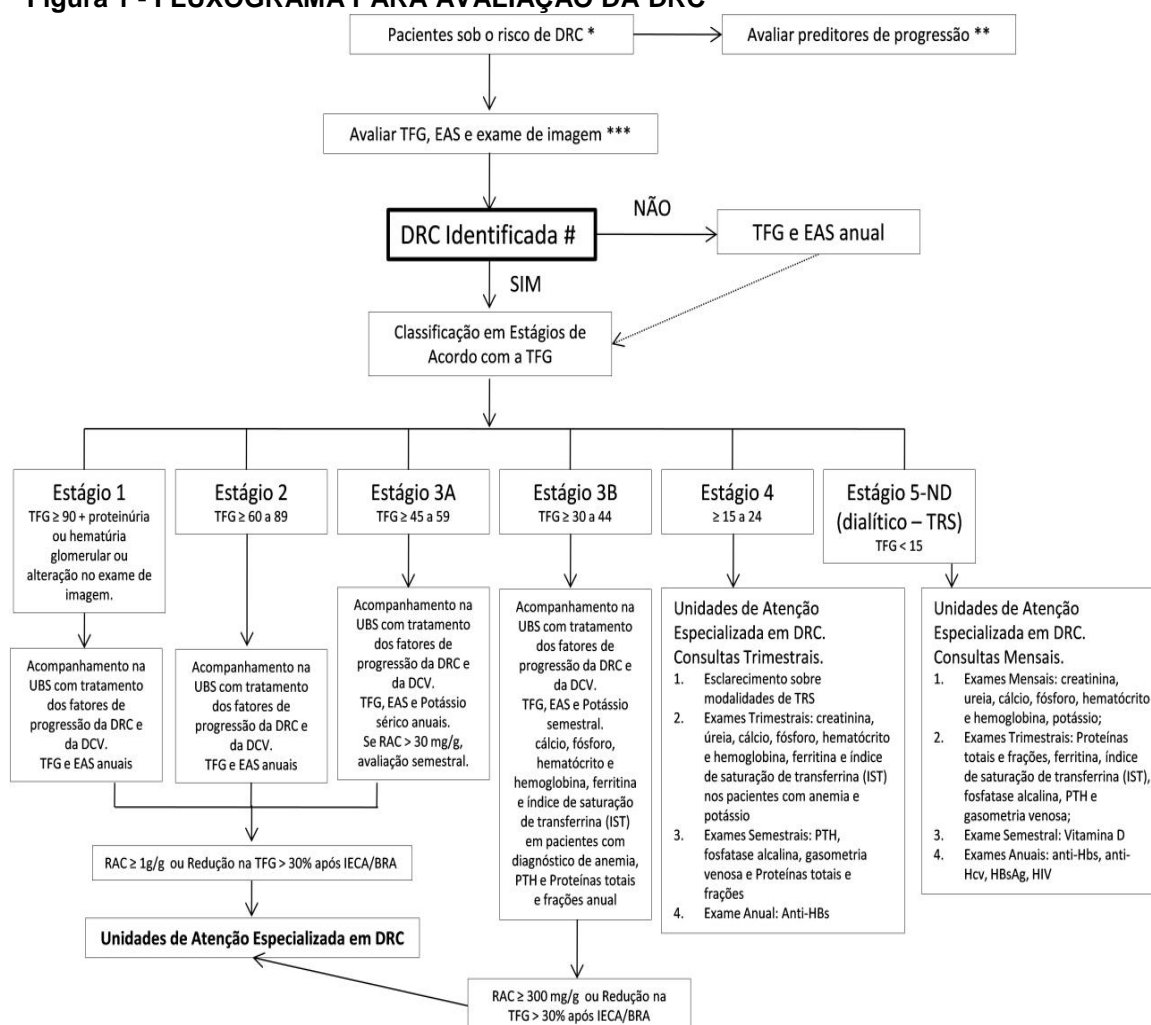 Figura 1 - FLUXOGRAMA PARA AVALIAÇÃO DA DRC
Pacientes sob o risco de DRC *
Avaliar preditores de progressão **
Avaliar TFG, EAS e exame de imagem ***
DRC Identificada #
NÃO
TFG e EAS anual
SIM
Classificação em Estágios de
Acordo com a TFG
Estágio 1
TFG ≥ 90 + proteinúria
ou hematúria
glomerular ou
alteração no exame de
imagem.
Estágio 2
TFG ≥ 60 a 89
Estágio 3A
TFG ≥ 45 a 59
Estágio 3B
TFG ≥ 30 a 44
Estágio 4
≥ 15 a 24
Estágio 5-ND
(dialítico – TRS)
TFG < 15
Acompanhamento na
UBS com tratamento
dos fatores de
progressão da DRC e
da DCV.
TFG e EAS anuais
Acompanhamento na
UBS com tratamento
dos fatores de
progressão da DRC e
da DCV.
TFG e EAS anuais
Acompanhamento na
UBS com tratamento
dos fatores de
progressão da DRC e
da DCV.
TFG, EAS e Potássio
sérico anuais.
Se RAC > 30 mg/g,
avaliação semestral.
Acompanhamento na
UBS com tratamento
dos fatores de
progressão da DRC e
da DCV.
TFG, EAS e Potássio
semestral.
cálcio, fósforo,
hematócrito e
hemoglobina, ferritina
e índice de saturação
de transferrina (IST)
em pacientes com
diagnóstico de anemia,
PTH e Proteínas totais
e frações anual
Unidades de Atenção
Especializada em DRC.
Consultas Trimestrais.
1. Esclarecimento sobre
modalidades de TRS
2. Exames Trimestrais: creatinina,
úreia, cálcio, fósforo, hematócrito
e hemoglobina, ferritina e índice
de saturação de transferrina (IST)
nos pacientes com anemia e
potássio
3. Exames Semestrais: PTH,
fosfatase alcalina, gasometria
venosa e Proteínas totais e
frações
4. Exame Anual: Anti-HBs
Unidades de Atenção
Especializada em DRC.
Consultas Mensais.
1. Exames Mensais: creatinina,
ureia, cálcio, fósforo, hematócrito
e hemoglobina, potássio;
2. Exames Trimestrais: Proteínas
totais e frações, ferritina, índice
de saturação de transferrina (IST),
fosfatase alcalina, PTH e
gasometria venosa;
3. Exame Semestral: Vitamina D
4. Exames Anuais: anti-Hbs, anti-
Hcv, HBsAg, HIV
RAC ≥ 1g/g ou Redução na TFG > 30% após IECA/BRA
Unidades de Atenção Especializada em DRC
RAC ≥ 300 mg/g ou Redução na
TFG > 30% após IECA/BRA